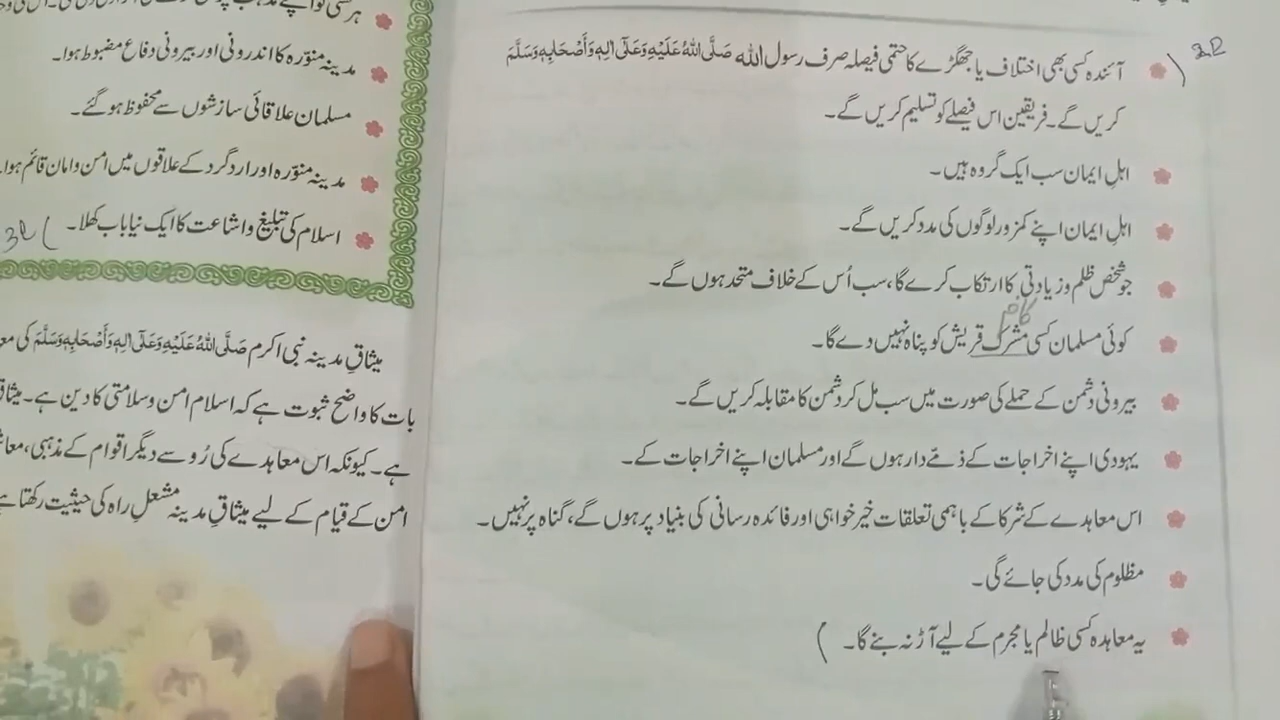 آئندہ کسی بھی اختلاف یا جھگڑے کا حتمی فیصلہ صرف رسول اللہ صَلَّی اللہُ عَلَیْہِ وَعَلٰٓی اٰلِہٖ وَاَصْحَابِہٖ وَسَلَّمَ
کریں گے۔ فریقین اس فیصلے کو تسلیم کریں گے۔
اہلِ ایمان سب ایک گروہ ہیں۔
اہلِ ایمان اپنے کمزور لوگوں کی مدد کریں گے۔
جو شخص ظلم و زیادتی کا ارتکاب کرے گا، سب اُس کے خلاف متحد ہوں گے۔
کوئی مسلمان کسی مشرک قریش کو پناہ نہیں دے گا۔
بیرونی دشمن کے حملے کی صورت میں سب مل کر دشمن کا مقابلہ کریں گے۔
یہودی اپنے اخراجات کے ذمّے دار ہوں گے اور مسلمان اپنے اخراجات کے۔
اس معاہدے کے شرکا کے باہمی تعلقات خیر خواہی اور فائدہ رسانی کی بنیاد پر ہوں گے، گناہ پر نہیں۔
مظلوم کی مدد کی جائے گی۔
یہ معاہدہ کسی ظالم یا مجرم کے لیے آڑ نہ بنے گا۔
مدینہ منوّرہ کا اندرونی اور بیرونی دفاع مضبوط ہوا۔
مسلمان علاقائی سازشوں سے محفوظ ہو گئے۔
مدینہ منوّرہ اور ارد گرد کے علاقوں میں امن و امان قائم ہوا۔
اسلام کی تبلیغ و اشاعت کا ایک نیا باب کھلا۔
میثاقِ مدینہ نبی اکرم صَلَّی اللہُ عَلَیْہِ وَعَلٰٓی اٰلِہٖ وَاَصْحَابِہٖ وَسَلَّمَ کی
بات کا واضح ثبوت ہے کہ اسلام امن و سلامتی کا دین ہے۔
ہے۔ کیونکہ اس معاہدے کی رُو سے دیگر اقوام کے مذہبی،
امن کے قیام کے لیے میثاقِ مدینہ مشعلِ راہ کی حیثیت رکھتا